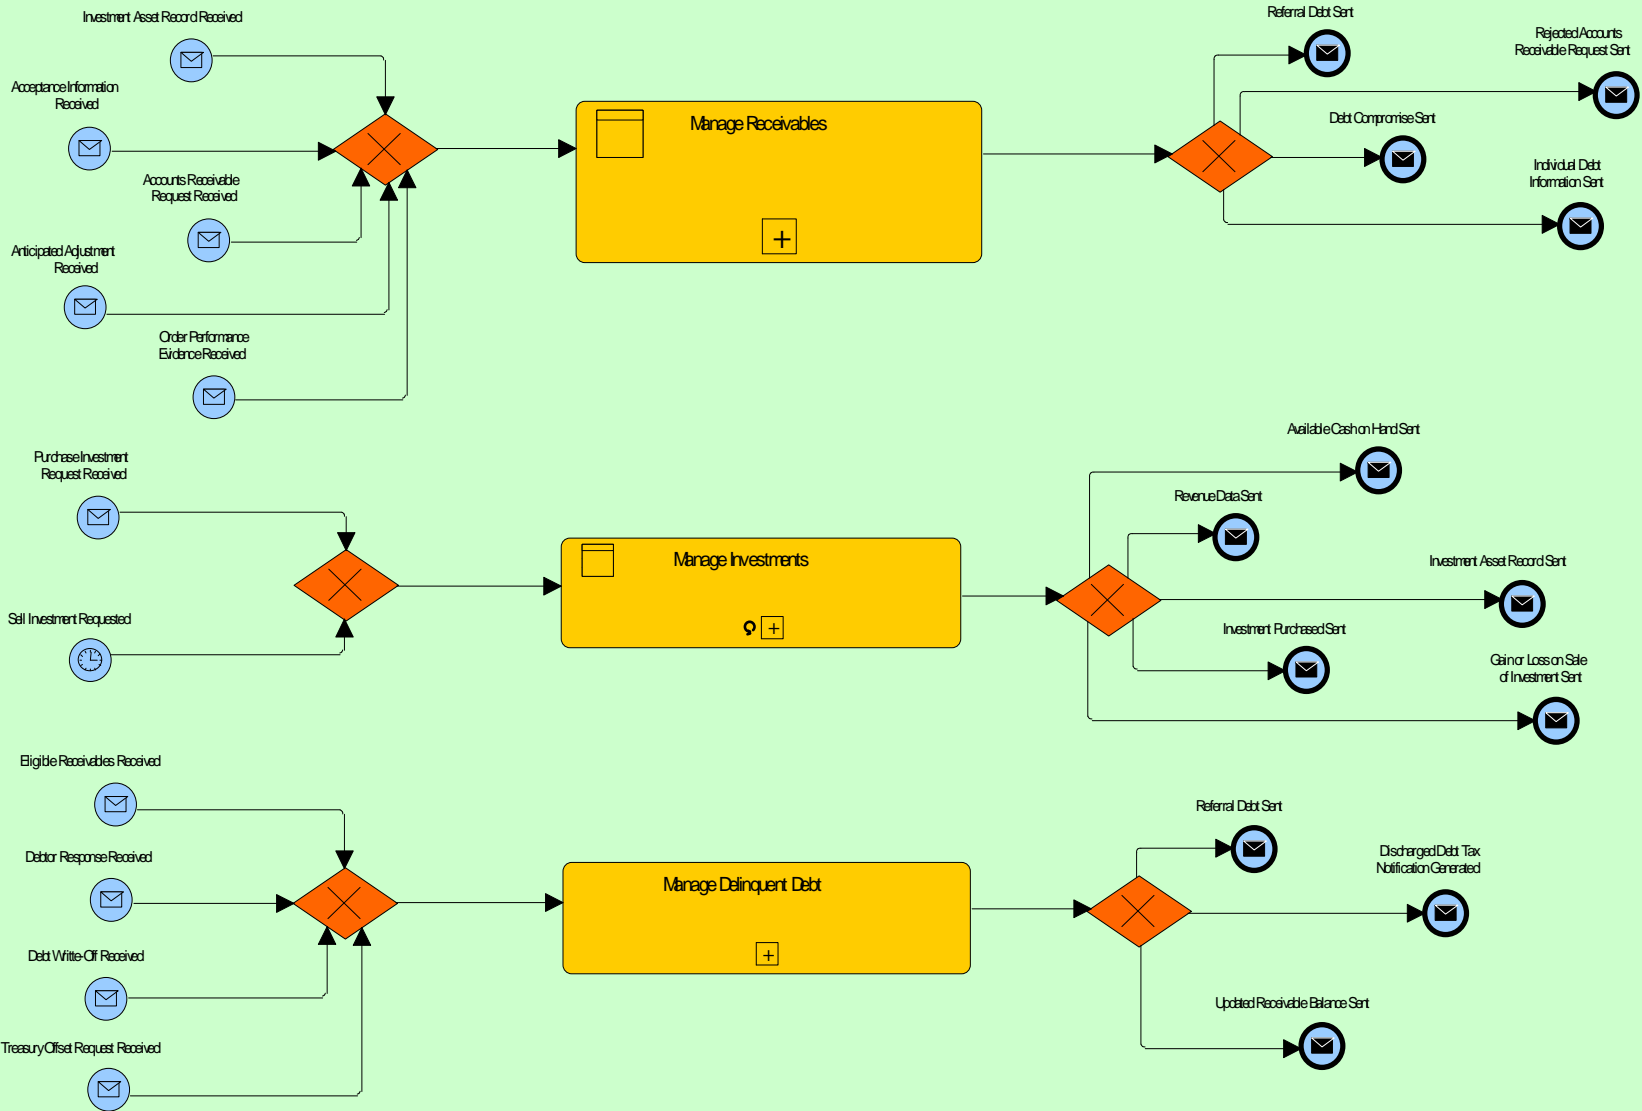 Investment Asset Record Received
Acceptance Information
Received
Accounts Receivable
Request Received
Anticipated Adjustment
Received
Order Performance
Evidence Received
Manage Receivables
Referral Debt Sent
Rejected Accounts
Receivable Request Sent
Debt Compromise Sent
Individual Debt
Information Sent
Purchase Investment
Request Received
Sell Investment Requested
Manage Investments
Available Cash on Hand Sent
Revenue Data Sent
Investment Asset Record Sent
Investment Purchased Sent
Gain or Loss on Sale
of Investment Sent
Eligible Receivables Received
Debtor Response Received
Debt Writte-Off Received
Treasury Offset Request Received
Manage Delinquent Debt
Referral Debt Sent
Discharged Debt Tax
Notification Generated
Updated Receivable Balance Sent